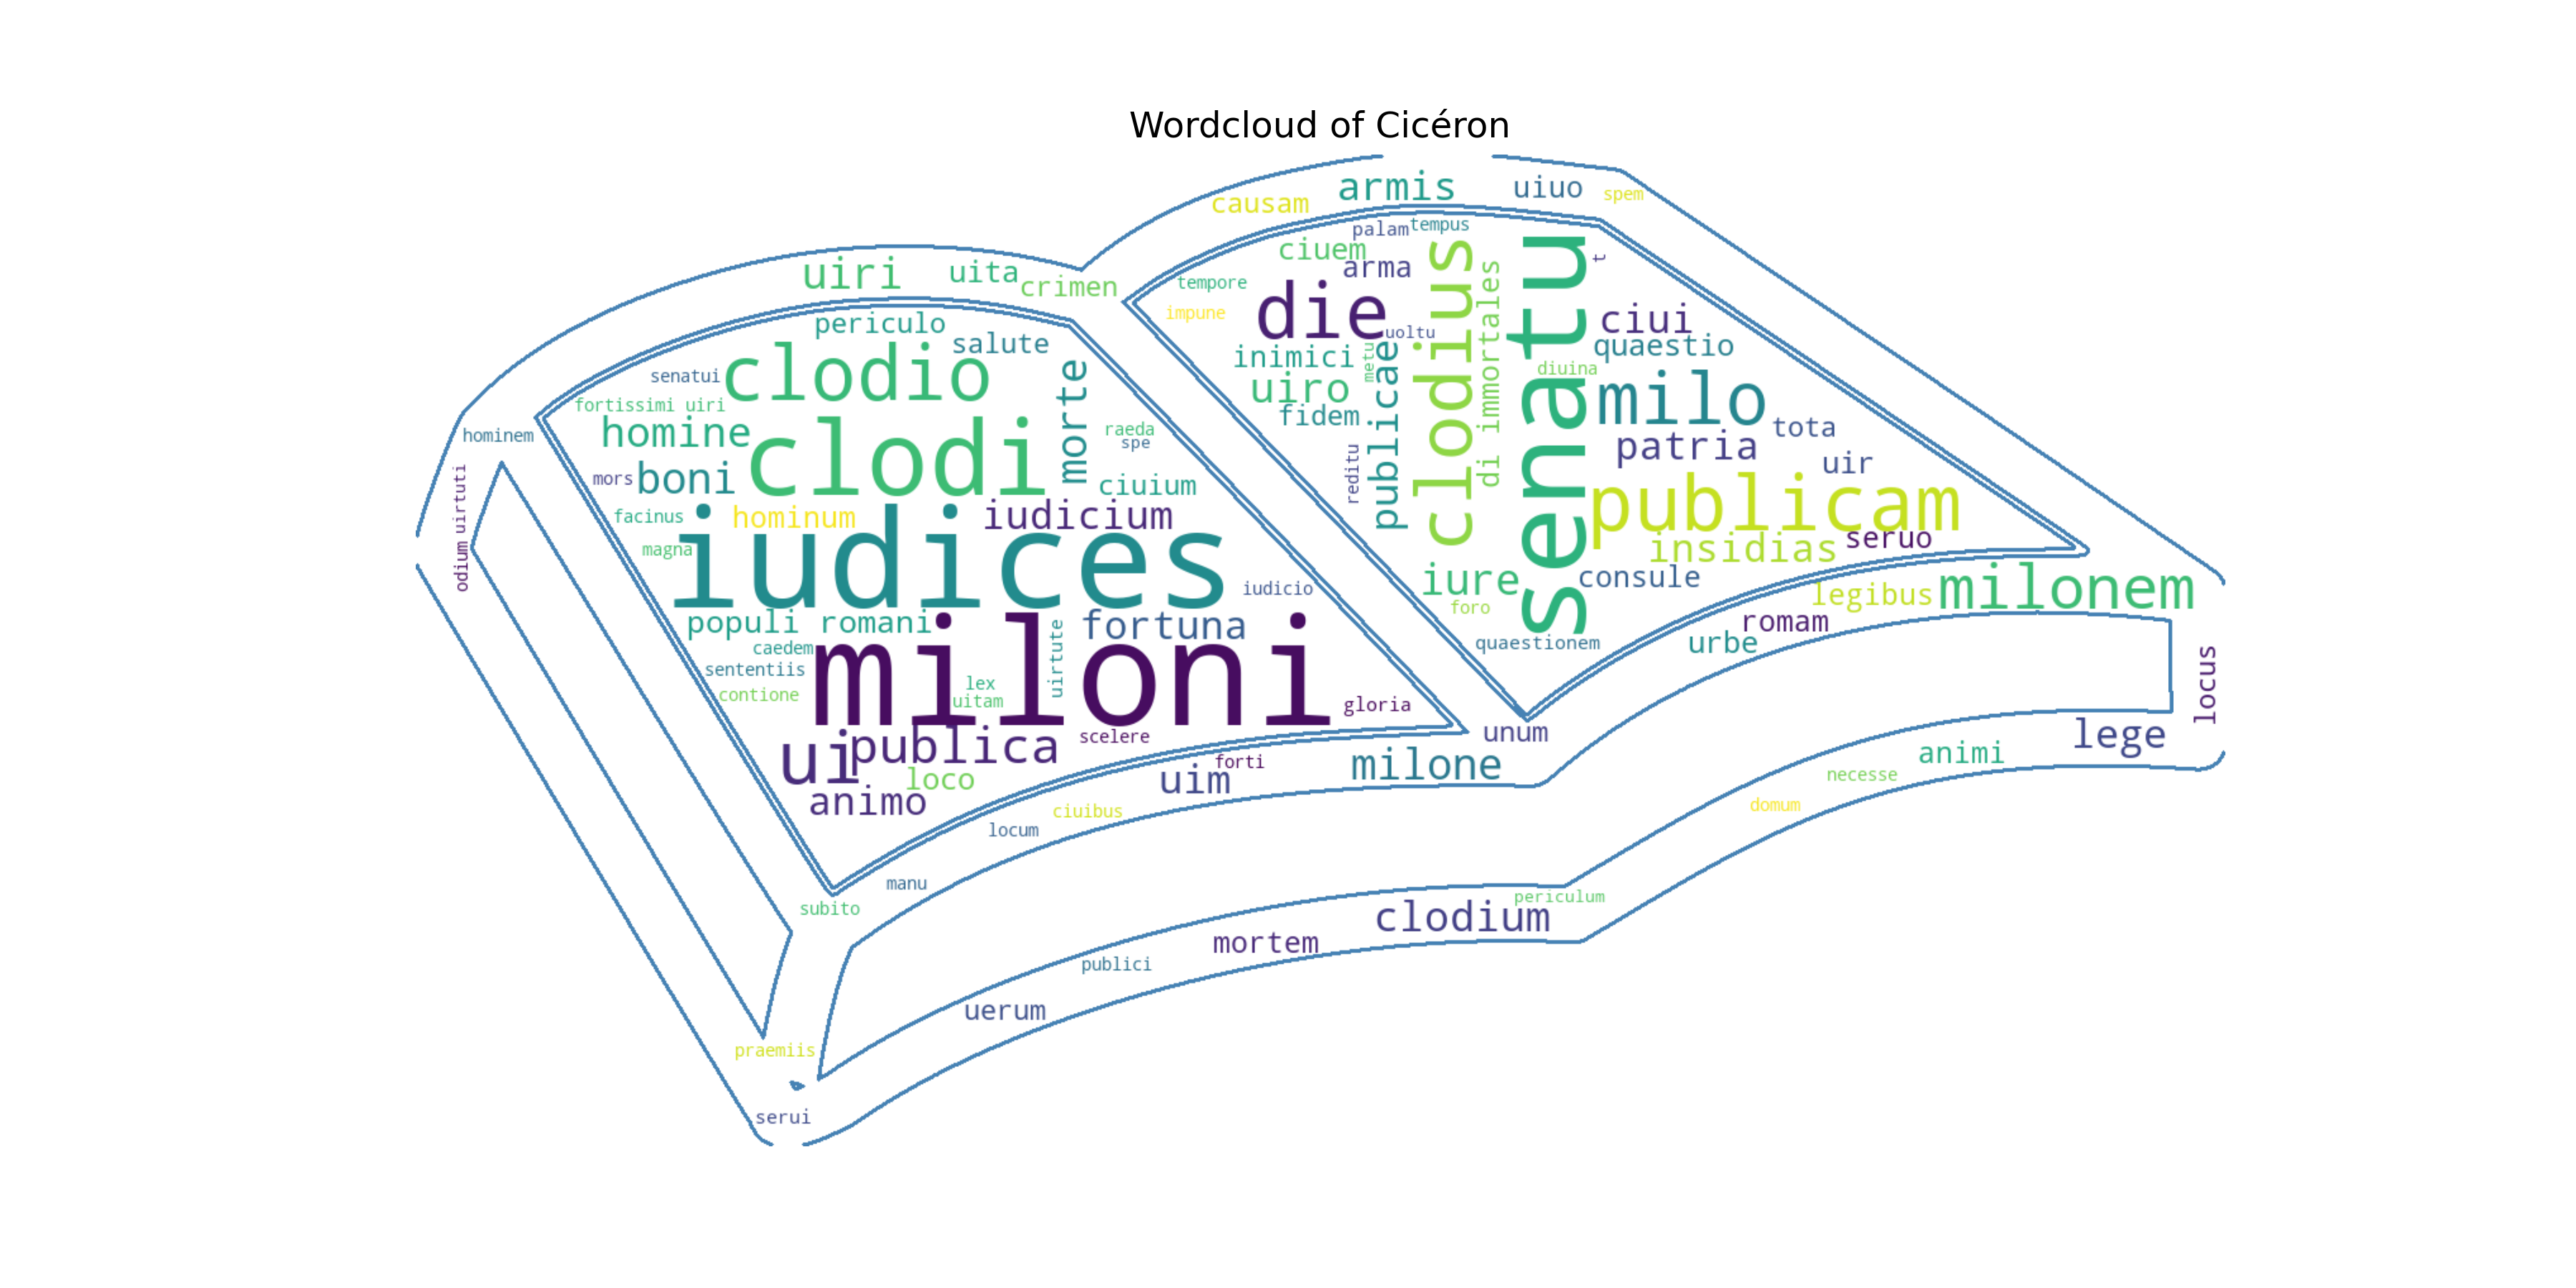 Wordcloud of Cicéron
armis
uiuo
spem
causam
palam
tempus
ciuem
arma
t
uiri
uita
crimen
tempore
impune
die
uoltu
clodius
di immortales
senatu
ciui
quaestio
diuina
periculo
salute
senatui
clodio
morte
inimici
metu
uiro
publicae
fidem
milo
fortissimi uiri
homine
clodi
raeda
spe
tota
patria
uir
hominem
odium uirtuti
mors
boni
ciuium
reditu
publicam
facinus
hominum
iudicium
magna
iudices
iudicio
insidias
seruo
iure
consule
foro
legibus
milonem
populi romani
uirtute
fortuna
romam
urbe
quaestionem
caedem
sententiis
miloni
lex
uitam
contione
gloria
locus
ui
publica
scelere
unum
lege
loco
forti
uim
milone
animi
necesse
animo
ciuibus
locum
domum
manu
subito
periculum
clodium
mortem
publici
uerum
praemiis
serui